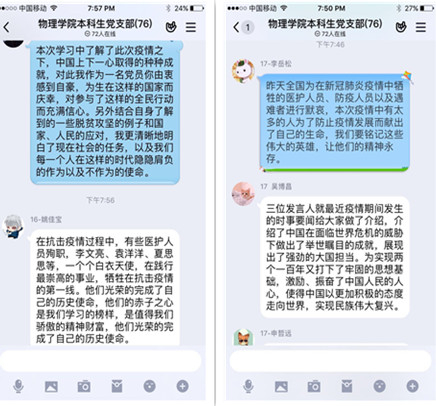 中国移动
7:57 PM
物理学院本科生党支部(76)
72人在线
本次学习中了解了此次疫情之
下，中国上下一心取得的种种成
就，对此我作为一名党员你由衷
感到自豪，为生在这样的国家而
庆幸，对参与了这样的全民行动
而充满信心。另外结合自身了解
到的一些脱贫攻坚的例子和国
家、人民的应对，我更清晰地明
白了现在社会的任务，以及我们
每一个人在这样的时代隐隐肩负
的作为以及不作为的使命。
下午7:56
16-姚佳宝
在抗击疫情过程中，有些医护人
员殉职，李文亮、袁洋洋、夏思
思等，一个个白衣天使，在践行
最崇高的事业，牺牲在抗击疫情
的第一线。他们光荣的完成了自
己的历史使命，他们的赤子之心
是我们学习的榜样，是值得我们
骄傲的精神财富，他们光荣的完
成了自己的历史使命。
中国移动
7:50 PM
1
物理学院本科生党支部(76)
72人在线
下午7:46
17-李岳松
昨天全国为在新冠肺炎疫情中牺
牲的医护人员、防疫人员以及遇
难者进行默哀，本次疫情中有太
多的人为了防止疫情发展而献出
了自己的生命，我们要铭记这些
伟大的英雄，让他们的精神永
存。
17 吴博昌
三位发言人就最近疫情期间发生
的时事要闻给大家做了介绍，介
绍了中国在面临世界危机的威胁
下做出了举世瞩目的成就，展现
出了强劲的大国担当。为实现两
个一百年又打下了牢固的思想基
础，激励、振奋了中国人民的人
心，使得中国以更加积极的态度
走向世界，实现民族伟大复兴。
17-申哲远